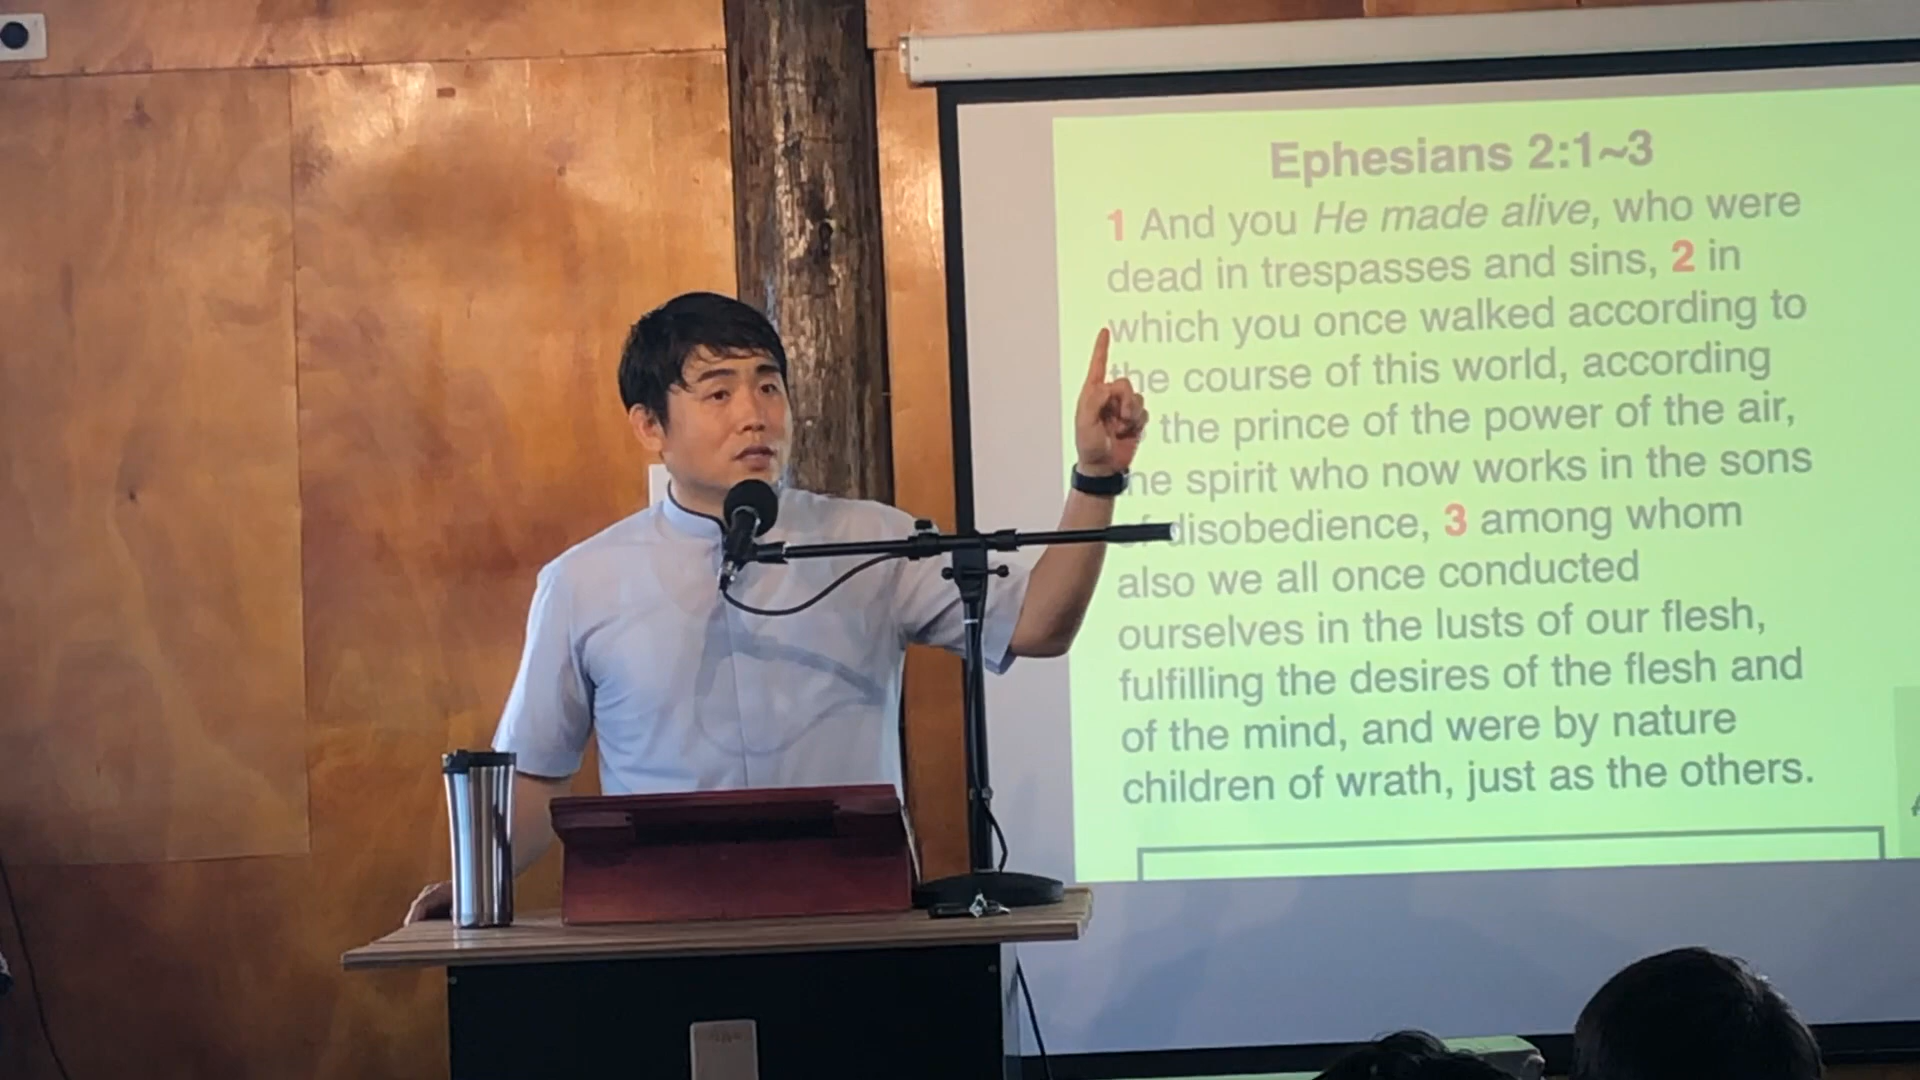 Ephesians 2:1~3
1 And you He made alive, who were
dead in trespasses and sins, 2 in
which you once walked according to
the course of this world, according
the prince of the power of the air,
he spirit who now works in the sons
of disobedience, 3 among whom
also we all once conducted
ourselves in the lusts of our flesh,
fulfilling the desires of the flesh and
of the mind, and were by nature
children of wrath, just as the others.